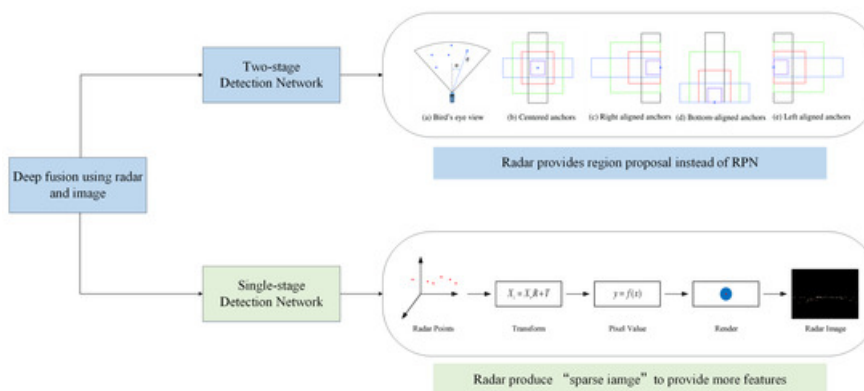 Two-stage
Detection Network
(a) Bird's eye view
(b) Centered anchors
(c) Right aligned anchors
(d) Bottom-aligned anchors
(e) Left aligned anchors
Radar provides region proposal instead of RPN
Deep fusion using radar
and image
Single-stage
Detection Network
Radar Points
Transform
y = f(x)
Pixel Value
Render
Radar Image
Radar produce “sparse iamge” to provide more features